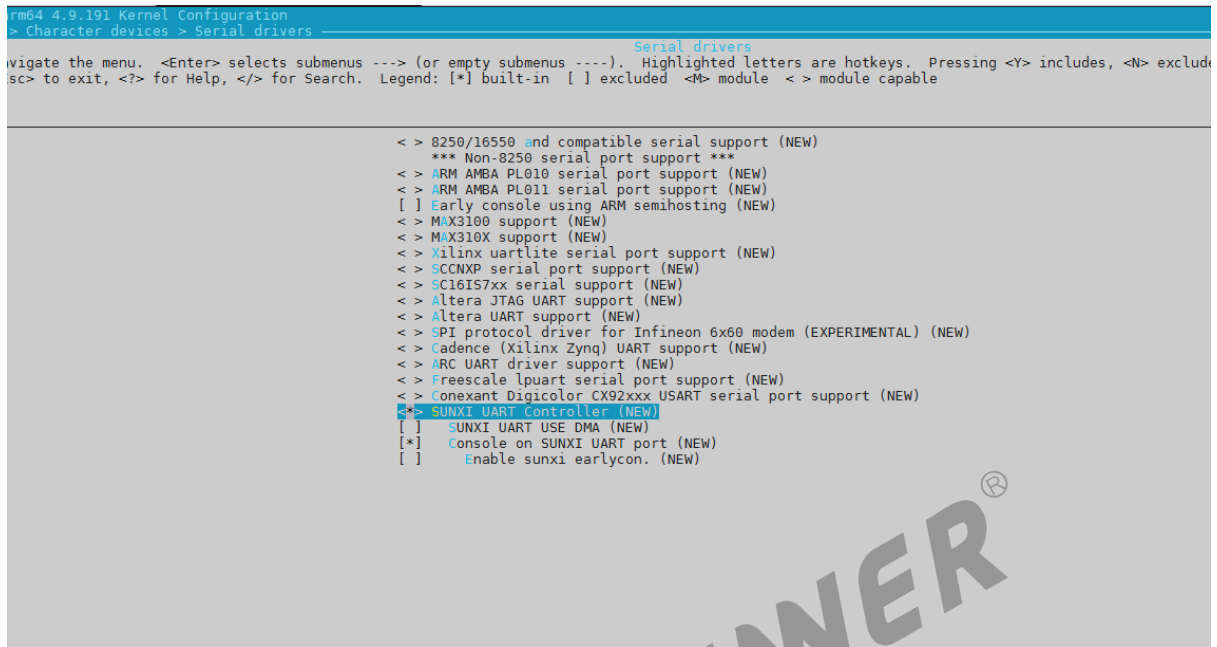 rm64 4.9.191 Kernel Configuration
> Character devices > Serial drivers
Serial drivers
avigate the menu. <Enter> selects submenus ---> (or empty submenus ----). Highlighted letters are hotkeys. Pressing <Y> includes, <N> exclude
sc> to exit, <?> for Help, </> for Search. Legend: [*] built-in [ ] excluded <M> module < > module capable
< > 8250/16550 and compatible serial support (NEW)
*** Non-8250 serial port support ***
< > ARM AMBA PL010 serial port support (NEW)
< > ARM AMBA PL011 serial port support (NEW)
[ ] Early console using ARM semihosting (NEW)
< > MAX3100 support (NEW)
< > MAX310X support (NEW)
< > Xilinx uartlite serial port support (NEW)
< > SCCNXP serial port support (NEW)
< > SC16IS7xx serial support (NEW)
< > Altera JTAG UART support (NEW)
< > Altera UART support (NEW)
< > SPI protocol driver for Infineon 6x60 modem (EXPERIMENTAL) (NEW)
< > Cadence (Xilinx Zynq) UART support (NEW)
< > ARC UART driver support (NEW)
< > Freescale lpuart serial port support (NEW)
< > Conexant Digicolor CX92xxx USART serial port support (NEW)
<*> SUNXI UART Controller (NEW)
[ ] SUNXI UART USE DMA (NEW)
[*] Console on SUNXI UART port (NEW)
[ ] Enable sunxi earlycon. (NEW)
WNER®